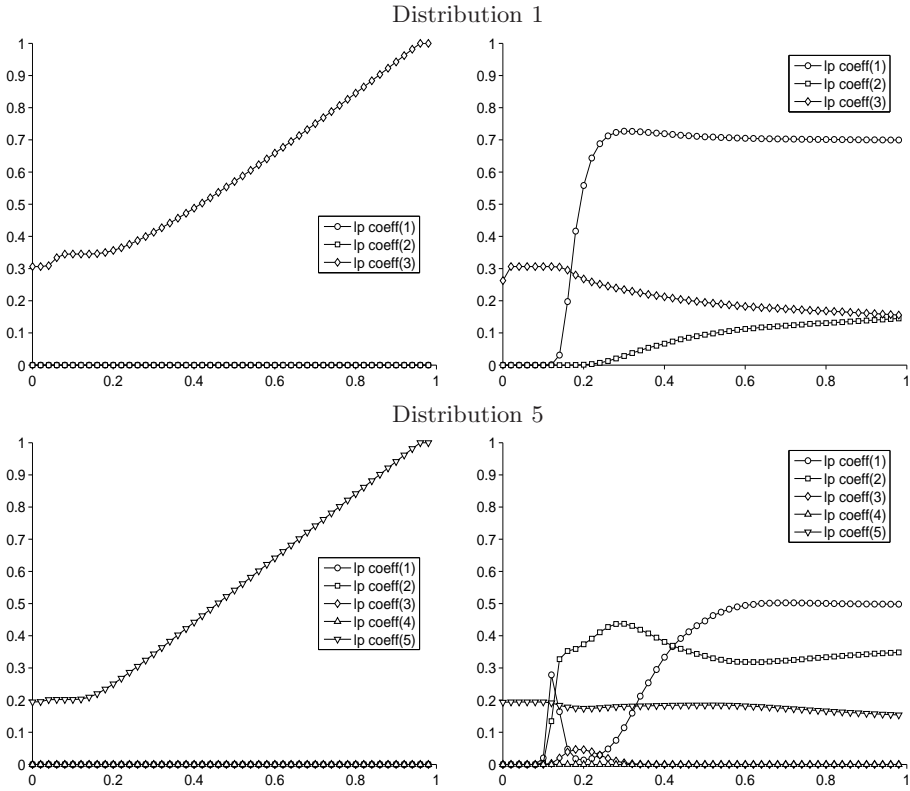 Distribution 1
1
0.9
0.8
0.7
0.6
0.5
0.4
0.3
0.2
0.1
0
0 0.2 0.4 0.6 0.8 1
lp coeff(1)
lp coeff(2)
lp coeff(3)
1
0.9
0.8
0.7
0.6
0.5
0.4
0.3
0.2
0.1
0
0 0.2 0.4 0.6 0.8 1
lp coeff(1)
lp coeff(2)
lp coeff(3)
Distribution 5
1
0.9
0.8
0.7
0.6
0.5
0.4
0.3
0.2
0.1
0
0 0.2 0.4 0.6 0.8 1
lp coeff(1)
lp coeff(2)
lp coeff(3)
lp coeff(4)
lp coeff(5)
1
0.9
0.8
0.7
0.6
0.5
0.4
0.3
0.2
0.1
0
0 0.2 0.4 0.6 0.8 1
lp coeff(1)
lp coeff(2)
lp coeff(3)
lp coeff(4)
lp coeff(5)